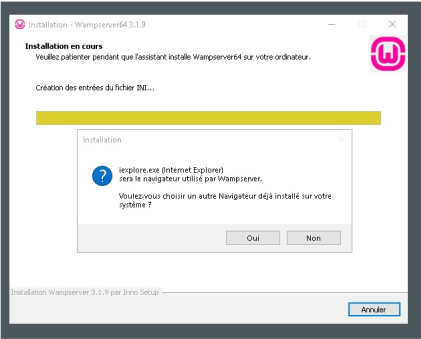 Installation - Wampserver64 3.1.9
Installation en cours
Veuillez patienter pendant que l'assistant installe Wampserver64 sur votre ordinateur.
Création des entrées du fichier INI...
Installation
iexplore.exe (Internet Explorer)
sera le navigateur utilisé par Wampserver.
Voulez-vous choisir un autre Navigateur déjà installé sur votre
système ?
Oui
Non
Installation Wampserver 3.1.9 par Inno Setup
Annuler